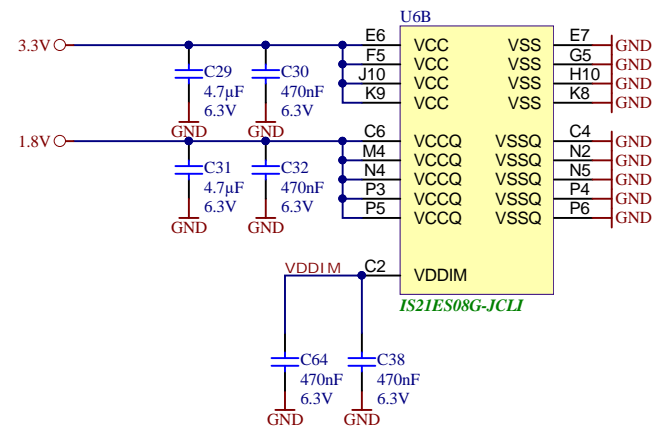 U6B
3.3V
E6 VCC VSS E7 GND
F5 VCC VSS G5 GND
J10 VCC VSS H10 GND
K9 VCC VSS K8 GND
C29
4.7µF
6.3V
GND
C30
470nF
6.3V
GND
1.8V
C6 VCCQ VSSQ C4 GND
M4 VCCQ VSSQ N2 GND
N4 VCCQ VSSQ N5 GND
P3 VCCQ VSSQ P4 GND
P5 VCCQ VSSQ P6 GND
C31
4.7µF
6.3V
GND
C32
470nF
6.3V
GND
VDDIM C2 VDDIM
IS21ES08G-JCLI
C64
470nF
6.3V
GND
C38
470nF
6.3V
GND